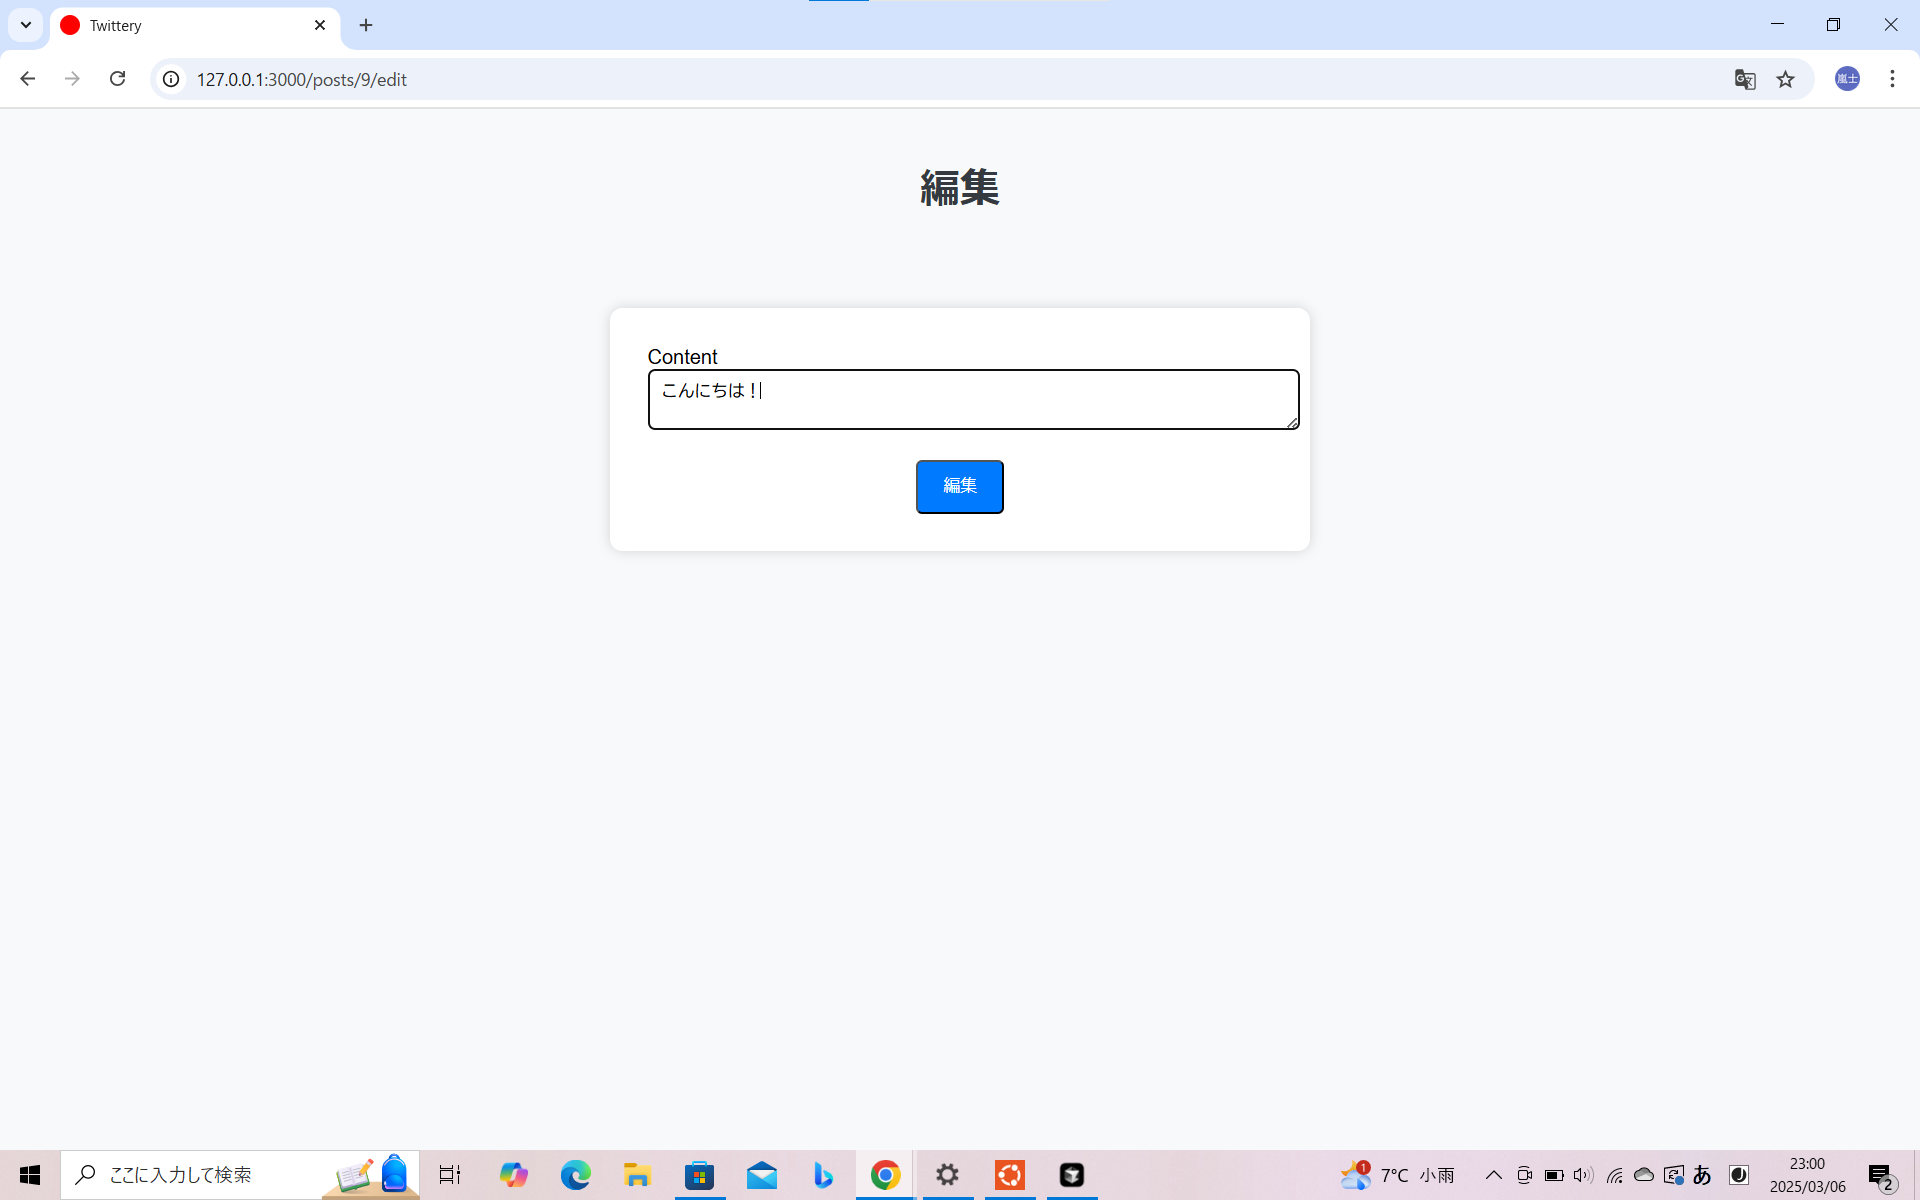 Twittery
127.0.0.1:3000/posts/9/edit
嵐士
編集
Content
こんにちは！
編集
ここに入力して検索
1
7°C 小雨
あ
23:00
2025/03/06
2